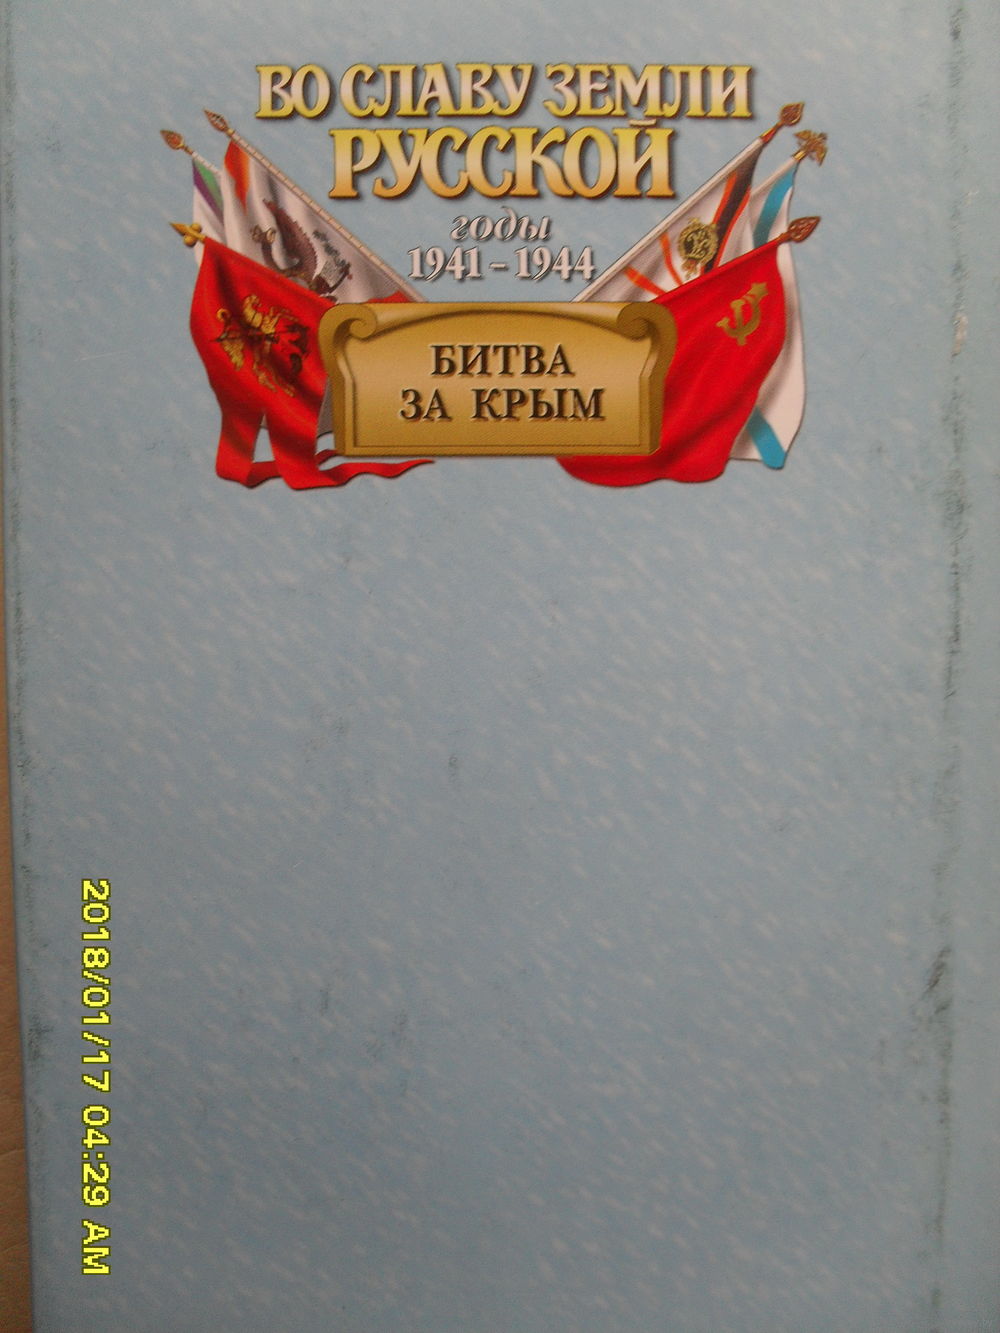 ВО СЛАВУ ЗЕМЛИ
РУССКОЙ
годы
1941 - 1944
БИТВА
ЗА КРЫМ
2018/01/17 04:29 AM